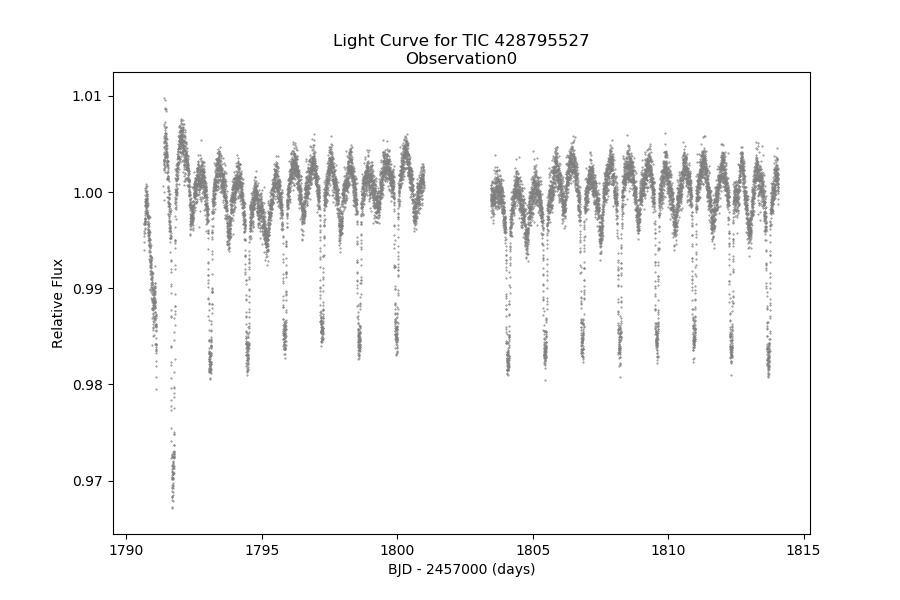 Light Curve for TIC 428795527
Observation0
1.01
1.00
0.99
0.98
0.97
Relative Flux
1790
1795
1800
1805
1810
1815
BJD - 2457000 (days)